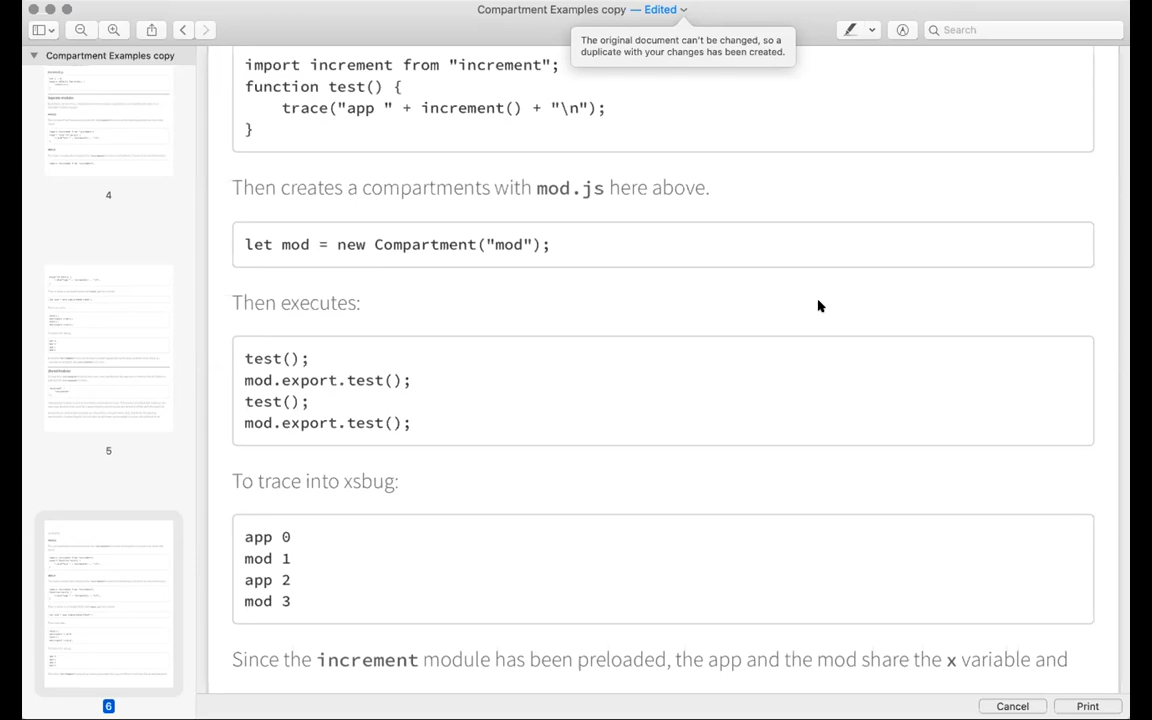 Compartment Examples copy — Edited
The original document can't be changed, so a
duplicate with your changes has been created.
Search
Compartment Examples copy
4
5
6
import increment from "increment";
function test() {
    trace("app " + increment() + "\n");
}
Then creates a compartments with mod.js here above.
let mod = new Compartment("mod");
Then executes:
test();
mod.export.test();
test();
mod.export.test();
To trace into xsbug:
app 0
mod 1
app 2
mod 3
Since the increment module has been preloaded, the app and the mod share the x variable and
Cancel
Print